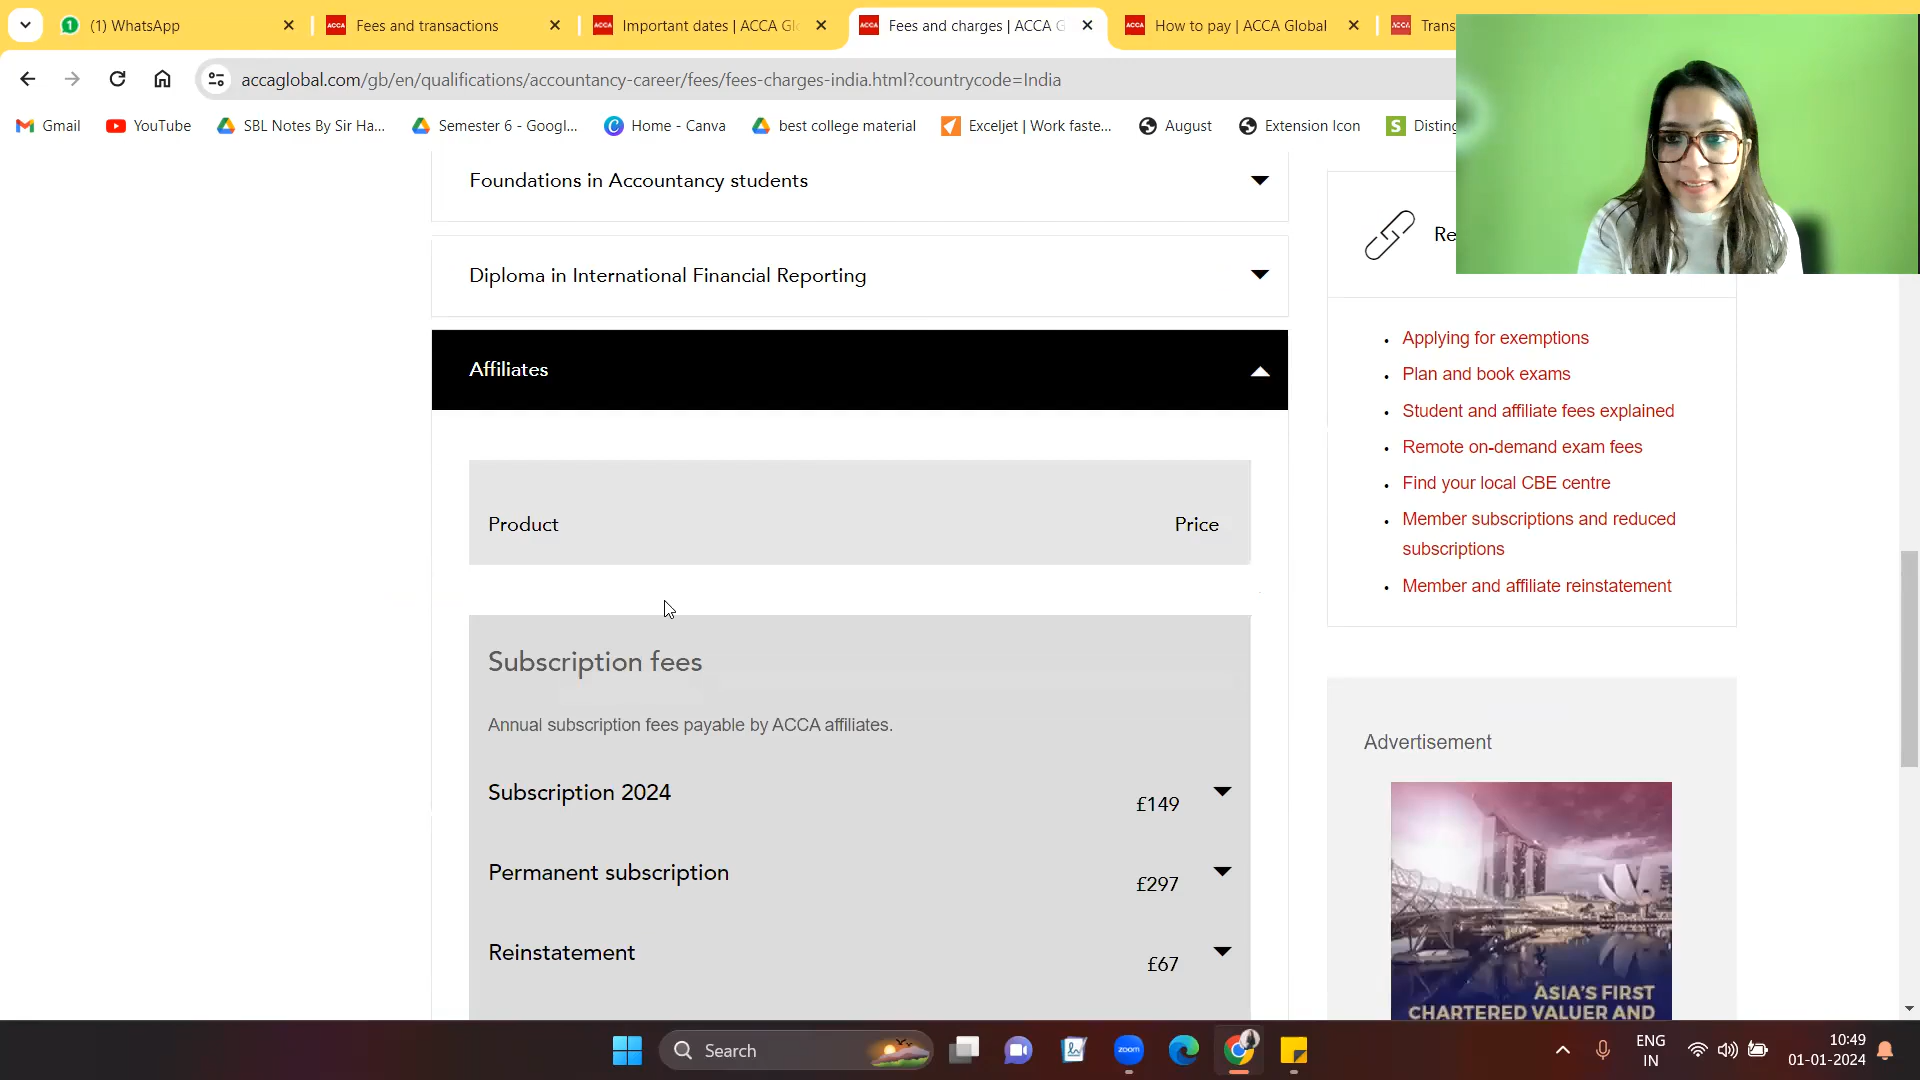 (1) WhatsApp
Fees and transactions
Important dates | ACCA Gl
Fees and charges | ACCA G
How to pay | ACCA Global
Trans
accaglobal.com/gb/en/qualifications/accountancy-career/fees/fees-charges-india.html?countrycode=India
Gmail
YouTube
SBL Notes By Sir Ha...
Semester 6 - Googl...
Home - Canva
best college material
Exceljet | Work faste...
August
Extension Icon
Disting
Foundations in Accountancy students
Diploma in International Financial Reporting
Affiliates
Product Price
Subscription fees
Annual subscription fees payable by ACCA affiliates.
Subscription 2024 £149
Permanent subscription £297
Reinstatement £67
Re
Applying for exemptions
Plan and book exams
Student and affiliate fees explained
Remote on-demand exam fees
Find your local CBE centre
Member subscriptions and reduced
subscriptions
Member and affiliate reinstatement
Advertisement
ASIA'S FIRST
CHARTERED VALUER AND
Search
zoom
ENG
IN
10:49
01-01-2024